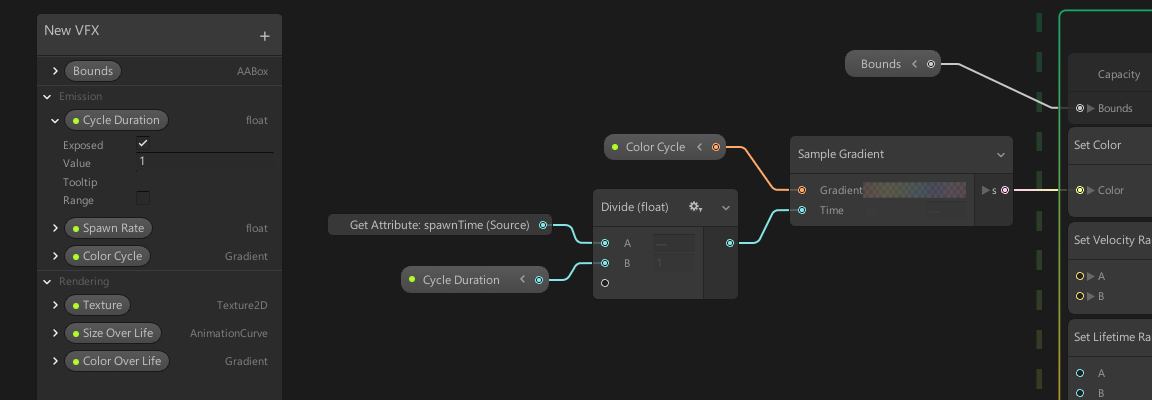 New VFX
+
Bounds AABox
Emission
Cycle Duration float
Exposed
Value 1
Tooltip
Range
Spawn Rate float
Color Cycle Gradient
Rendering
Texture Texture2D
Size Over Life AnimationCurve
Color Over Life Gradient
Get Attribute: spawnTime (Source)
Cycle Duration
Color Cycle
Divide (float)
A
B 1
Bounds
Sample Gradient
Gradient s
Time
Capacity
Bounds
Set Color
Color
Set Velocity Ra
A
B
Set Lifetime Ra
A
B